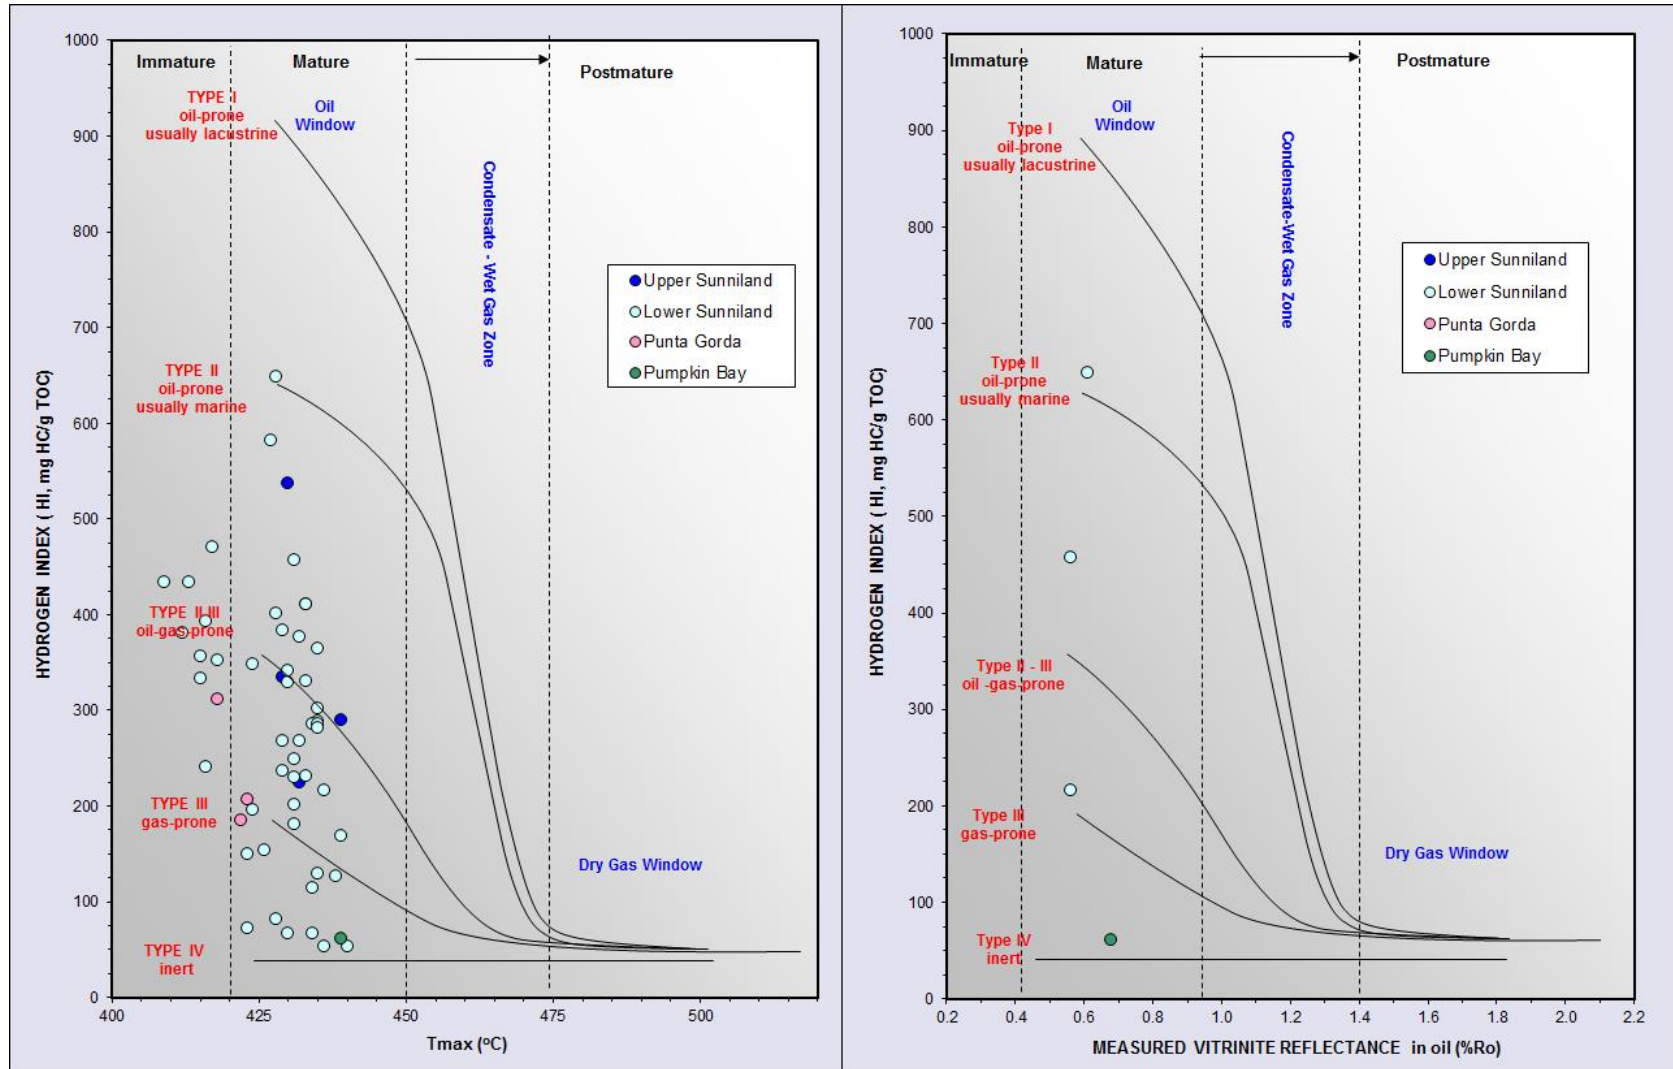 Immature
Mature
Postmature
TYPE I
oil-prone
usually lacustrine
Oil
Window
Condensate - Wet Gas Zone
Upper Sunniland
Lower Sunniland
Punta Gorda
Pumpkin Bay
TYPE II
oil-prone
usually marine
TYPE II-III
oil-gas-prone
TYPE III
gas-prone
Dry Gas Window
TYPE IV
inert
HYDROGEN INDEX ( HI, mg HC/g TOC)
1000
900
800
700
600
500
400
300
200
100
0
400
425
450
475
500
Tmax (ºC)
Immature
Mature
Postmature
Oil
Window
Type I
oil-prone
usually lacustrine
Condensate-Wet Gas Zone
Upper Sunniland
Lower Sunniland
Punta Gorda
Pumpkin Bay
Type II
oil-prone
usually marine
Type II - III
oil -gas-prone
Type III
gas-prone
Dry Gas Window
Type IV
inert
HYDROGEN INDEX ( HI, mg HC/g TOC)
1000
900
800
700
600
500
400
300
200
100
0
0.2
0.4
0.6
0.8
1.0
1.2
1.4
1.6
1.8
2.0
2.2
MEASURED VITRINITE REFLECTANCE in oil (%Ro)